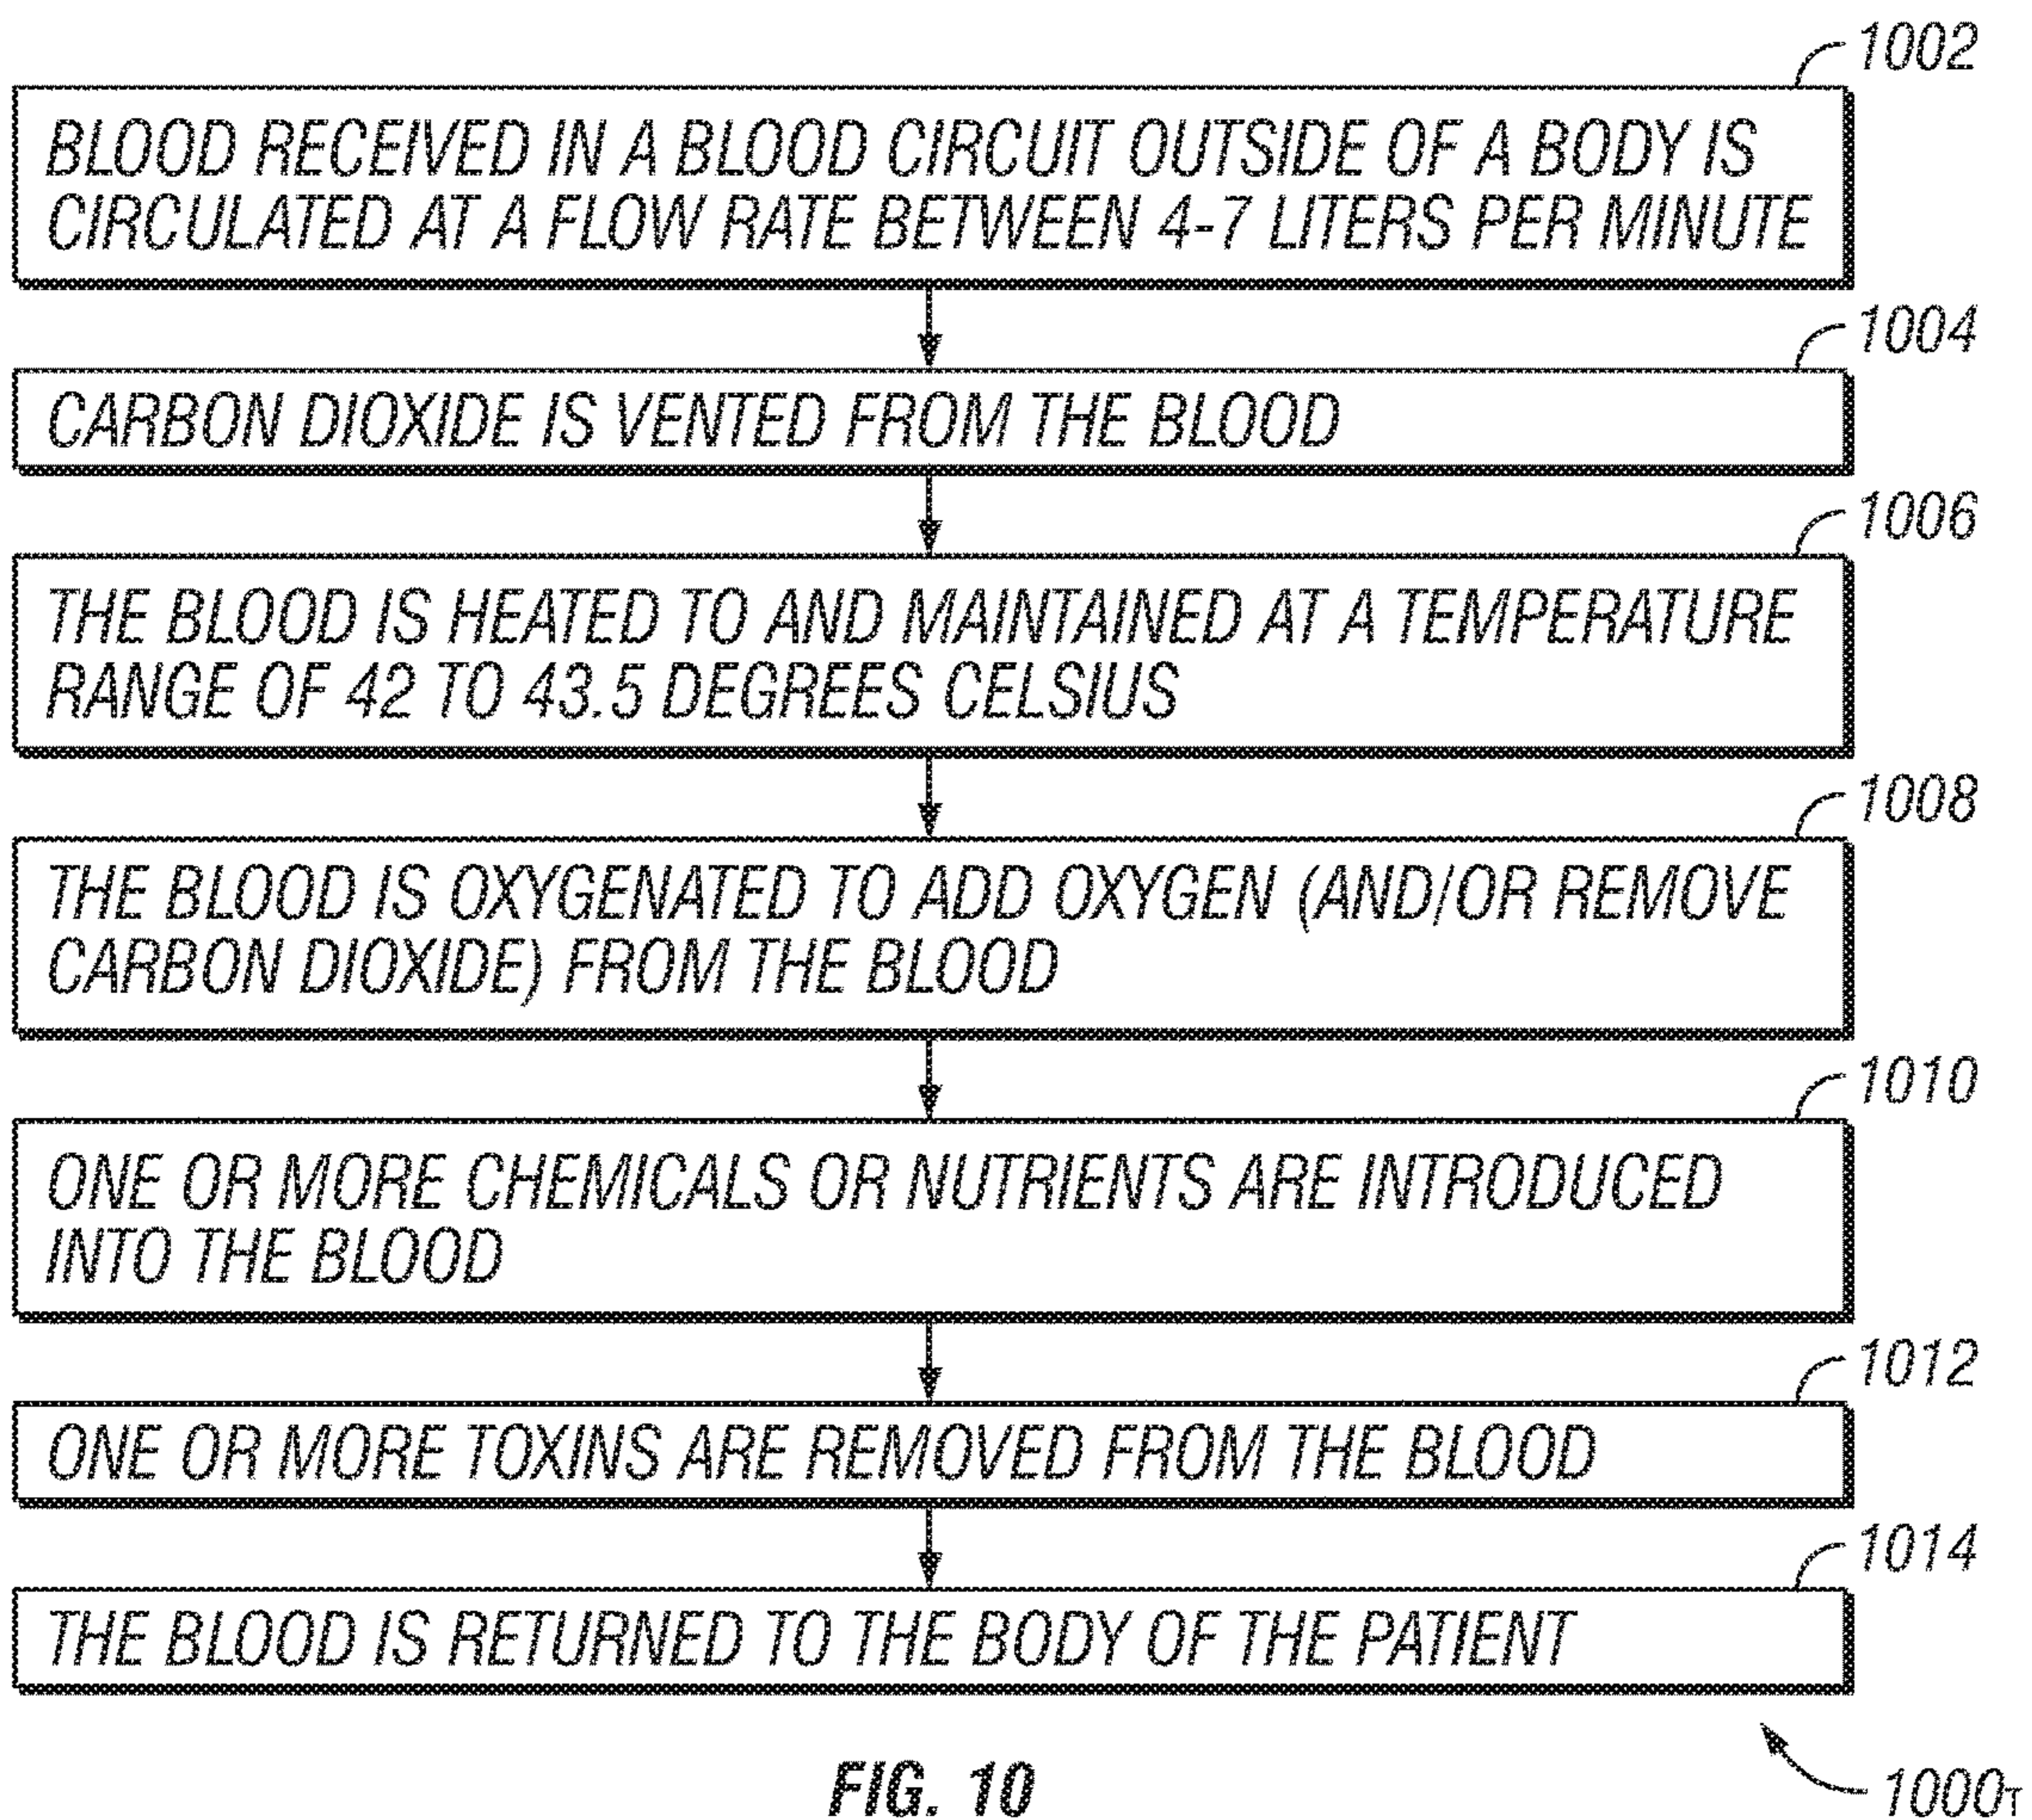 1002
BLOOD RECEIVED IN A BLOOD CIRCUIT OUTSIDE OF A BODY IS
CIRCULATED AT A FLOW RATE BETWEEN 4-7 LITERS PER MINUTE
1004
CARBON DIOXIDE IS VENTED FROM THE BLOOD
1006
THE BLOOD IS HEATED TO AND MAINTAINED AT A TEMPERATURE
RANGE OF 42 TO 43.5 DEGREES CELSIUS
1008
THE BLOOD IS OXYGENATED TO ADD OXYGEN (AND/OR REMOVE
CARBON DIOXIDE) FROM THE BLOOD
1010
ONE OR MORE CHEMICALS OR NUTRIENTS ARE INTRODUCED
INTO THE BLOOD
1012
ONE OR MORE TOXINS ARE REMOVED FROM THE BLOOD
1014
THE BLOOD IS RETURNED TO THE BODY OF THE PATIENT
FIG. 10
1000T